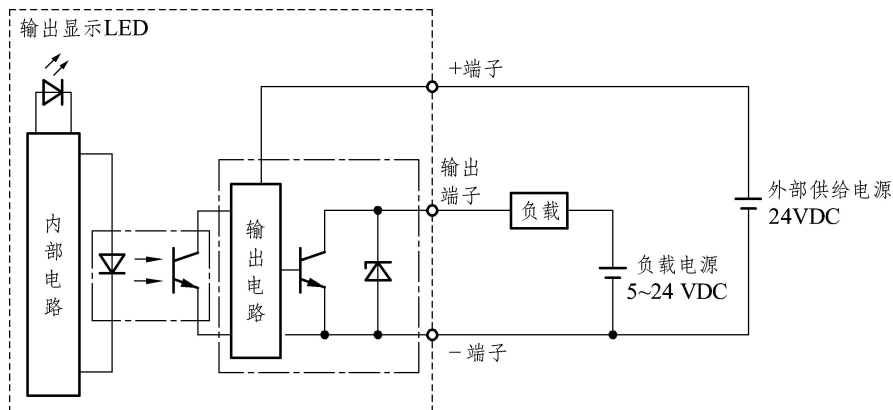 输出显示LED
+端子
输出
端子
负载
外部供给电源
24VDC
负载电源
5~24 VDC
内部电路
输出电路
－端子